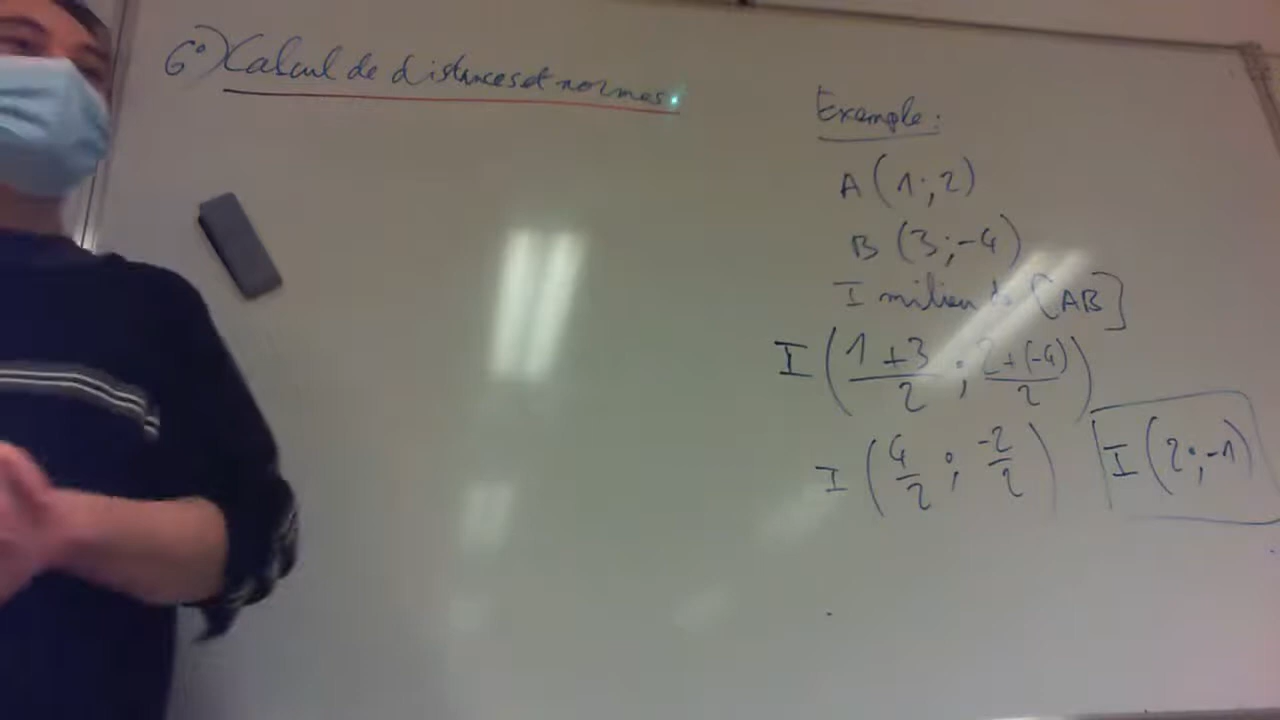 6°) Calcul de distances et normes.
Exemple:
A (1;2)
B (3;-4)
I milieu de [AB]
I (1+3/2 ; 2+(-4)/2)
I (4/2 ; -2/2)
I (2;-1)